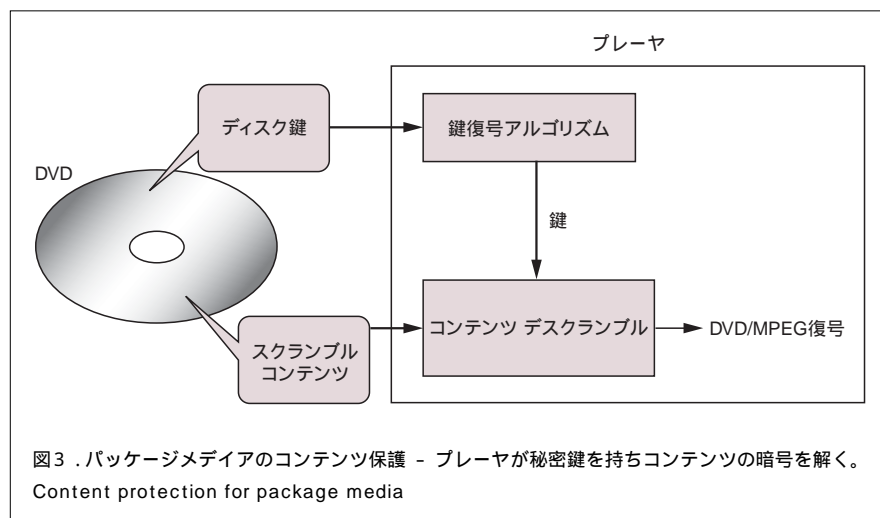 プレーヤ
ディスク鍵
鍵復号アルゴリズム
DVD
鍵
スクランブル
コンテンツ
コンテンツ デスクランブル
DVD/MPEG復号
図3 . パッケージメデイアのコンテンツ保護 – プレーヤが秘密鍵を持ちコンテンツの暗号を解く。
Content protection for package media